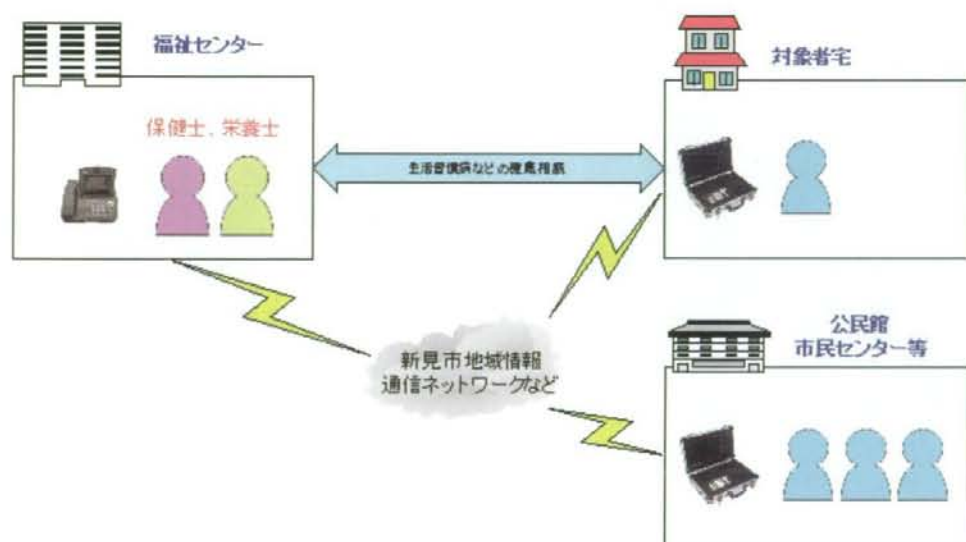 福祉センター
対象者宅
保健士、栄養士
生活習慣病などの健康相談
新見市地域情報
通信ネットワークなど
公民館
市民センター等